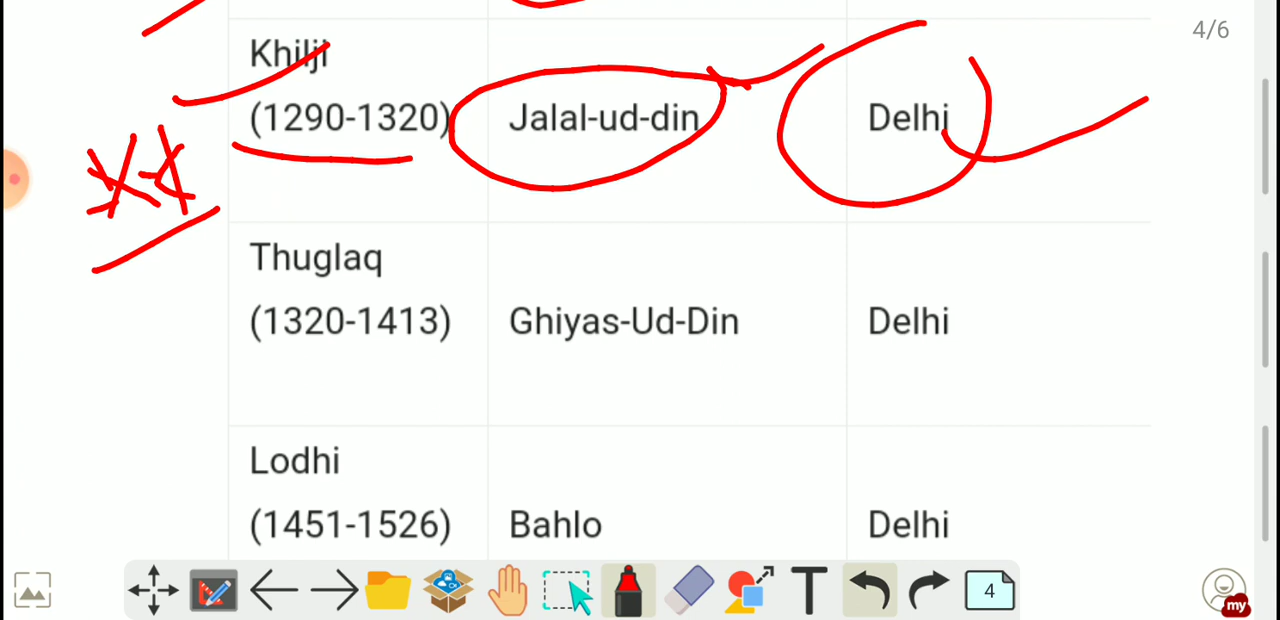 4/6
Khilji
(1290-1320) Jalal-ud-din Delhi
Thuglaq
(1320-1413) Ghiyas-Ud-Din Delhi
Lodhi
(1451-1526) Bahlo Delhi
T 4 my